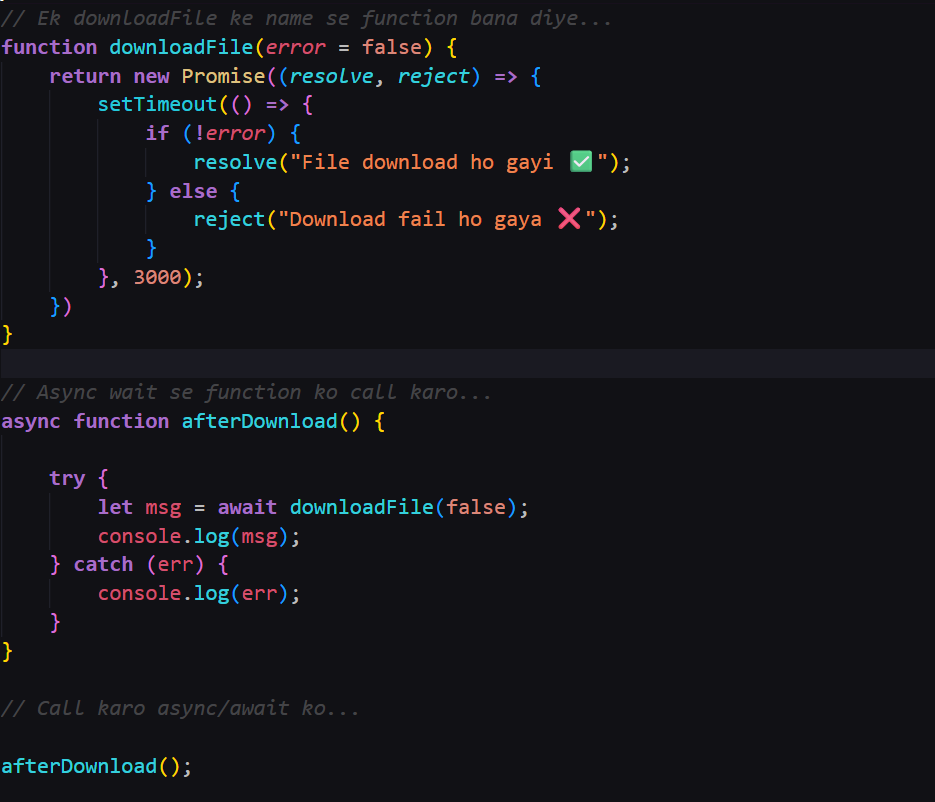 // Ek downloadFile ke name se function bana diye...
function downloadFile(error = false) {
    return new Promise((resolve, reject) => {
        setTimeout(() => {
            if (!error) {
                resolve("File download ho gayi ✅");
            } else {
                reject("Download fail ho gaya ❌");
            }
        }, 3000);
    })
}

// Async wait se function ko call karo...
async function afterDownload() {

    try {
        let msg = await downloadFile(false);
        console.log(msg);
    } catch (err) {
        console.log(err);
    }
}

// Call karo async/await ko...

afterDownload();